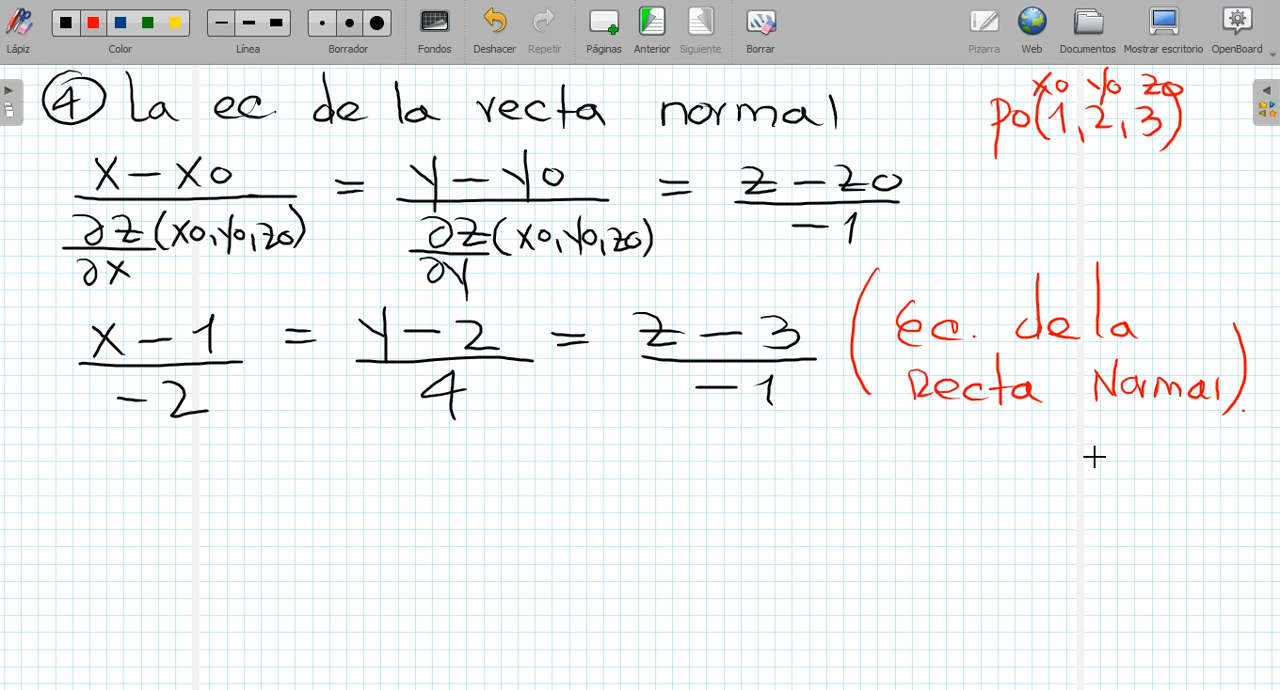 Lápiz Color Línea Borrador Fondos Deshacer Repetir Páginas Anterior Siguiente Borrar Pizarra Web Documentos Mostrar escritorio OpenBoard
④ La ec. de la recta normal
x0 y0 z0
po(1, 2, 3)
x - x0 / ∂z/∂x (x0, y0, z0) = y - y0 / ∂z/∂y (x0, y0, z0) = z - z0 / -1
x - 1 / -2 = y - 2 / 4 = z - 3 / -1
(Ec. de la
Recta Normal).